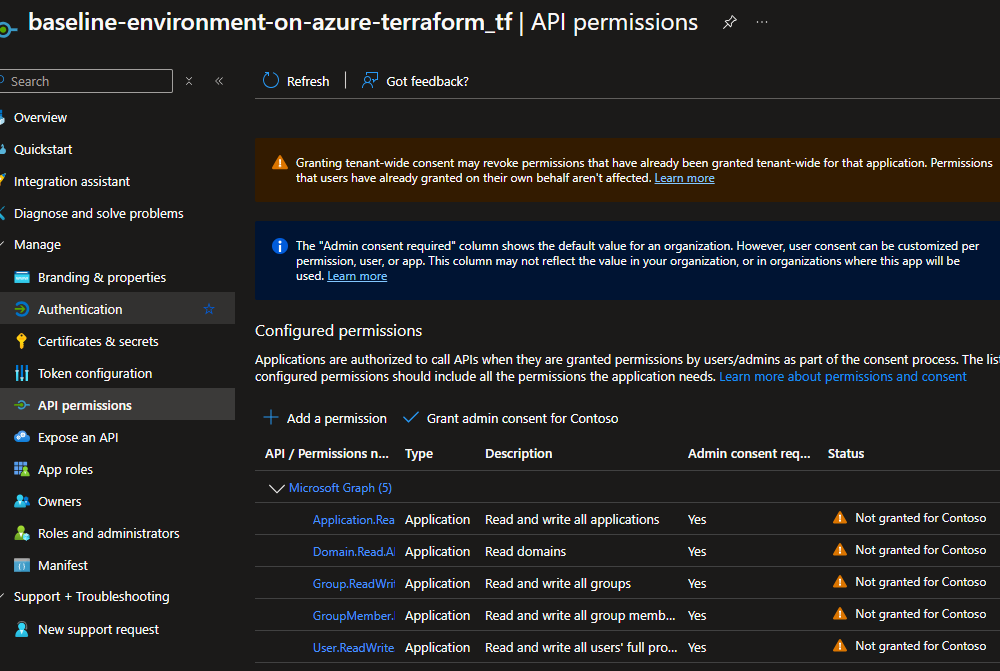 baseline-environment-on-azure-terraform_tf | API permissions
Search
Refresh
Got feedback?
Overview
Quickstart
Integration assistant
Diagnose and solve problems
Manage
Branding & properties
Authentication
Certificates & secrets
Token configuration
API permissions
Expose an API
App roles
Owners
Roles and administrators
Manifest
Support + Troubleshooting
New support request
Granting tenant-wide consent may revoke permissions that have already been granted tenant-wide for that application. Permissions
that users have already granted on their own behalf aren't affected. Learn more
The "Admin consent required" column shows the default value for an organization. However, user consent can be customized per
permission, user, or app. This column may not reflect the value in your organization, or in organizations where this app will be
used. Learn more
Configured permissions
Applications are authorized to call APIs when they are granted permissions by users/admins as part of the consent process. The lis
configured permissions should include all the permissions the application needs. Learn more about permissions and consent
Add a permission
Grant admin consent for Contoso
API / Permissions n... Type Description Admin consent req... Status
Microsoft Graph (5)
Application.Rea Application Read and write all applications Yes Not granted for Contoso
Domain.Read.Al Application Read domains Yes Not granted for Contoso
Group.ReadWrit Application Read and write all groups Yes Not granted for Contoso
GroupMember. Application Read and write all group memb... Yes Not granted for Contoso
User.ReadWrite Application Read and write all users' full pro... Yes Not granted for Contoso